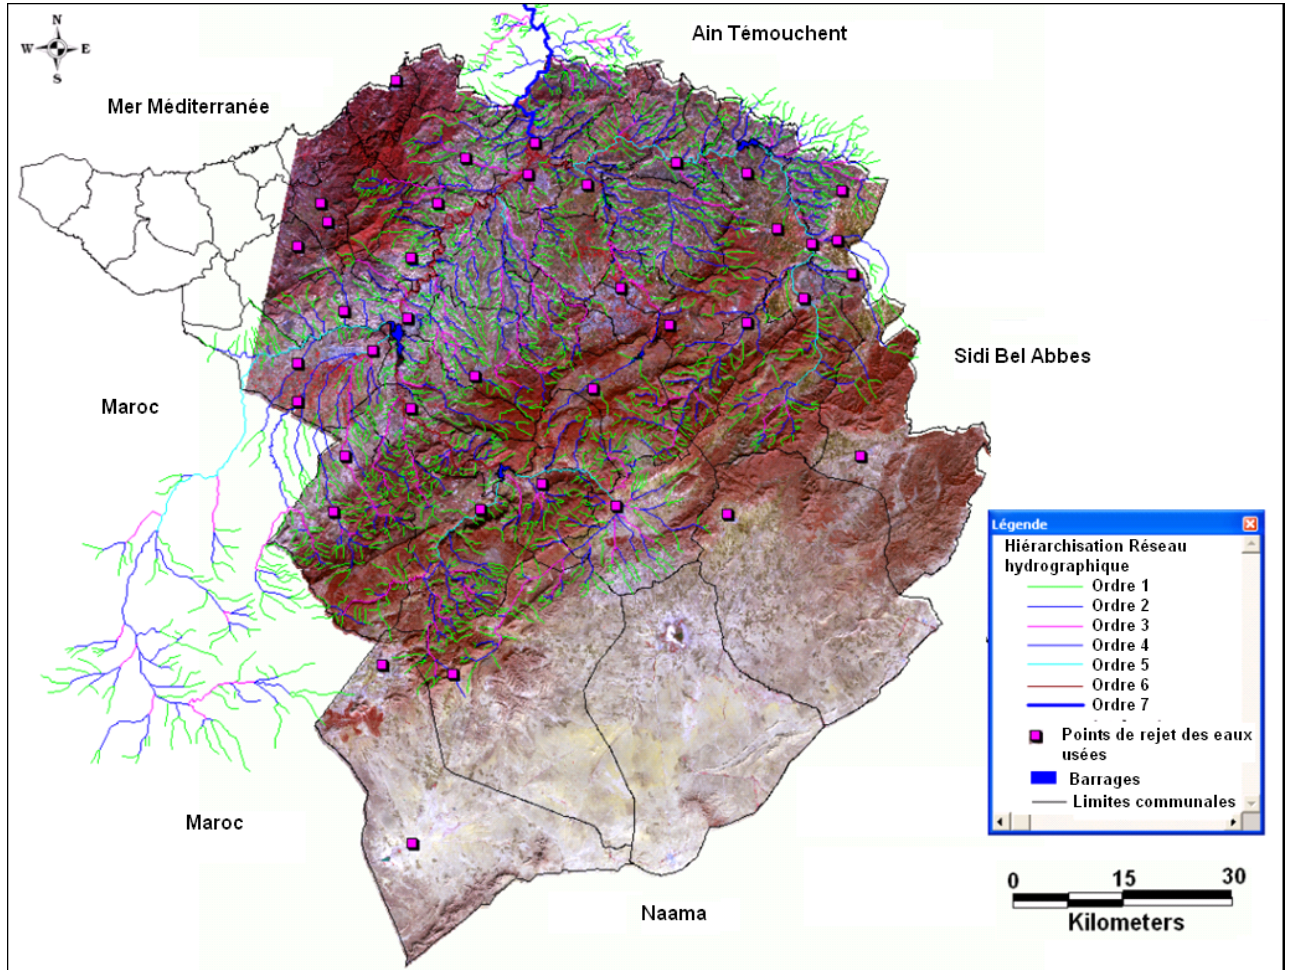 N
W E
S
Ain Témouchent
Mer Méditerranée
Sidi Bel Abbes
Maroc
Maroc
Naama
Légende
Hiérarchisation Réseau
hydrographique
Ordre 1
Ordre 2
Ordre 3
Ordre 4
Ordre 5
Ordre 6
Ordre 7
Points de rejet des eaux
usées
Barrages
Limites communales
0 15 30
Kilometers